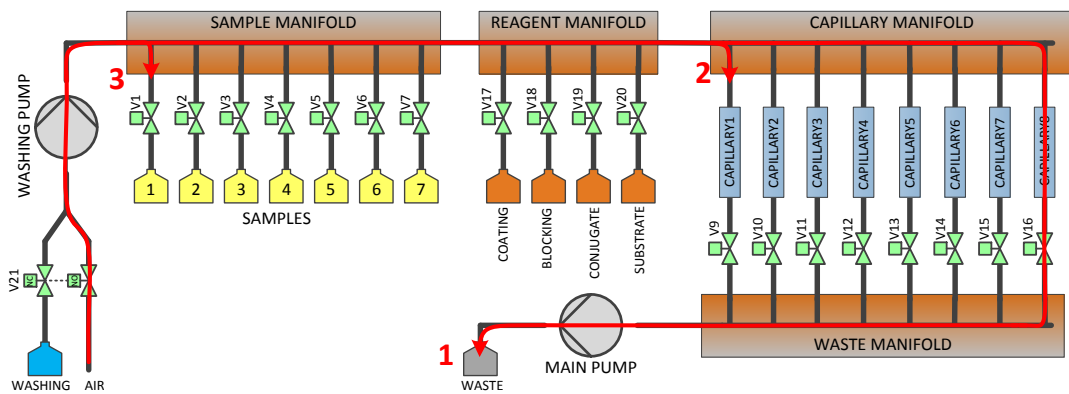 SAMPLE MANIFOLD
REAGENT MANIFOLD
CAPILLARY MANIFOLD
3
2
WASHING PUMP
V1
V2
V3
V4
V5
V6
V7
V17
V18
V19
V20
CAPILLARY1
CAPILLARY2
CAPILLARY3
CAPILLARY4
CAPILLARY5
CAPILLARY6
CAPILLARY7
CAPILLARY8
1
2
3
4
5
6
7
SAMPLES
COATING
BLOCKING
CONJUGATE
SUBSTRATE
V9
V10
V11
V12
V13
V14
V15
V16
V21
NC
NO
1
WASTE MANIFOLD
MAIN PUMP
WASHING
AIR
WASTE